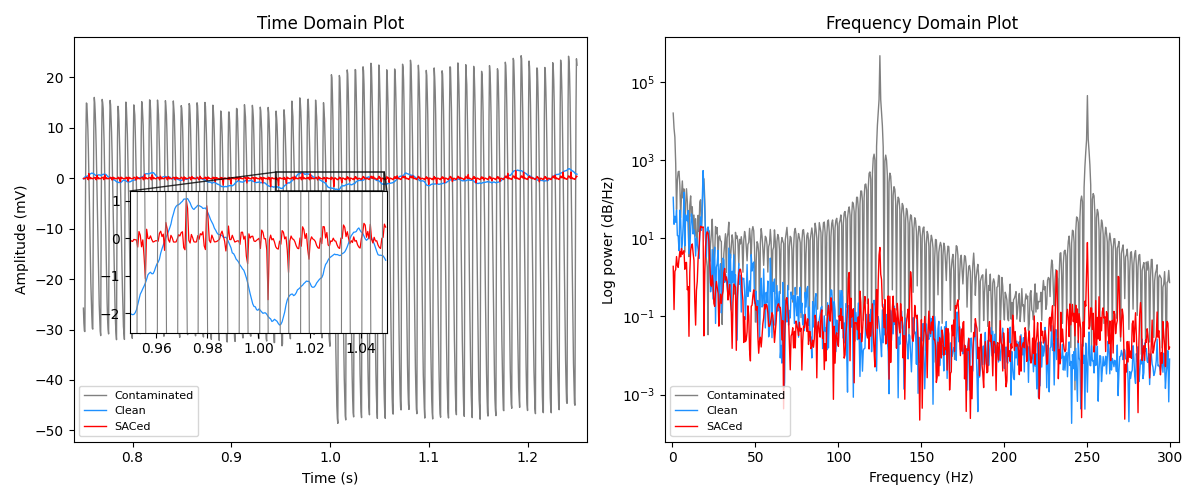 Time Domain Plot
Amplitude (mV)
20
10
0
−10
−20
−30
−40
−50
1
0
−1
−2
0.96 0.98 1.00 1.02 1.04
Contaminated
Clean
SACed
0.8 0.9 1.0 1.1 1.2
Time (s)
Frequency Domain Plot
Log power (dB/Hz)
10^5
10^3
10^1
10^−1
10^−3
Contaminated
Clean
SACed
0 50 100 150 200 250 300
Frequency (Hz)